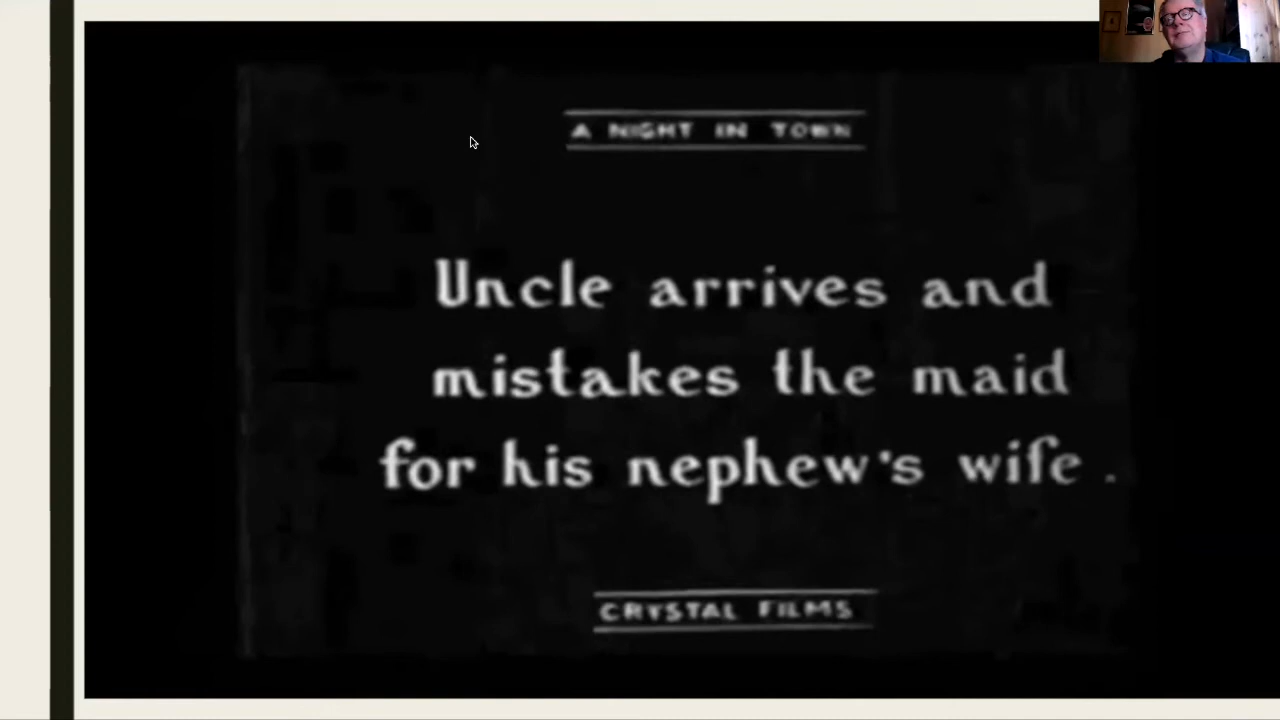 A NIGHT IN TOWN
Uncle arrives and
mistakes the maid
for his nephew's wife .
CRYSTAL FILMS